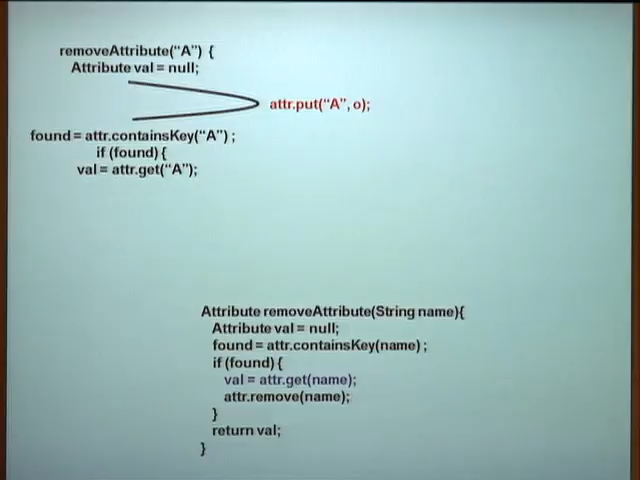 removeAttribute(“A”) {
Attribute val = null;
attr.put(“A”, o);
found = attr.containsKey(“A”) ;
if (found) {
val = attr.get(“A”);
Attribute removeAttribute(String name){
Attribute val = null;
found = attr.containsKey(name) ;
if (found) {
val = attr.get(name);
attr.remove(name);
}
return val;
}